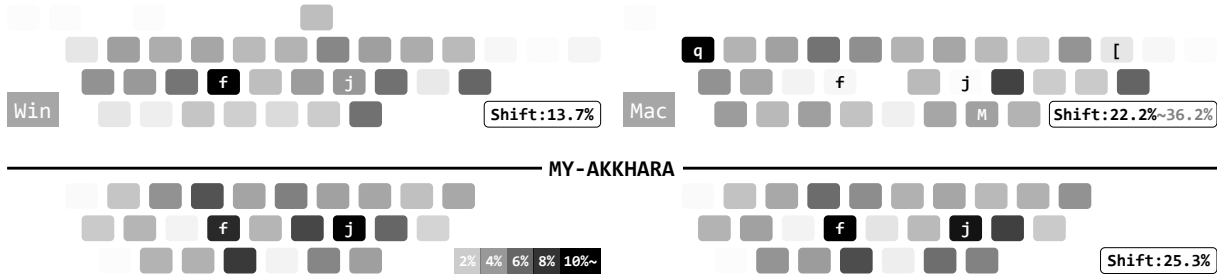 q [
f j f j
Win Shift:13.7% Mac M Shift:22.2%~36.2%
MY-AKKHARA
f j f j
2% 4% 6% 8% 10%~ Shift:25.3%